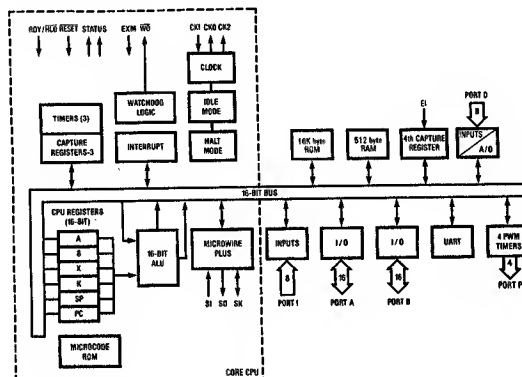 RDY/HLD RESET STATUS EXM WO CK1 CK0 CK2
CLOCK
TIMERS (3)
CAPTURE
REGISTERS-3
WATCHDOG
LOGIC
IDLE
MODE
INTERRUPT
HALT
MODE
16K byte
ROM
512 byte
RAM
EI
4th CAPTURE
REGISTER
PORT D
8
INPUTS
A/D
16-BIT BUS
CPU REGISTERS
(16-BIT)
A
B
X
K
SP
PC
16-BIT
ALU
MICROWIRE
PLUS
SI SO SK
MICROCODE
ROM
CORE CPU
INPUTS
8
PORT I
I/O
16
PORT A
I/O
16
PORT B
UART
4 PWM
TIMERS
4
PORT P